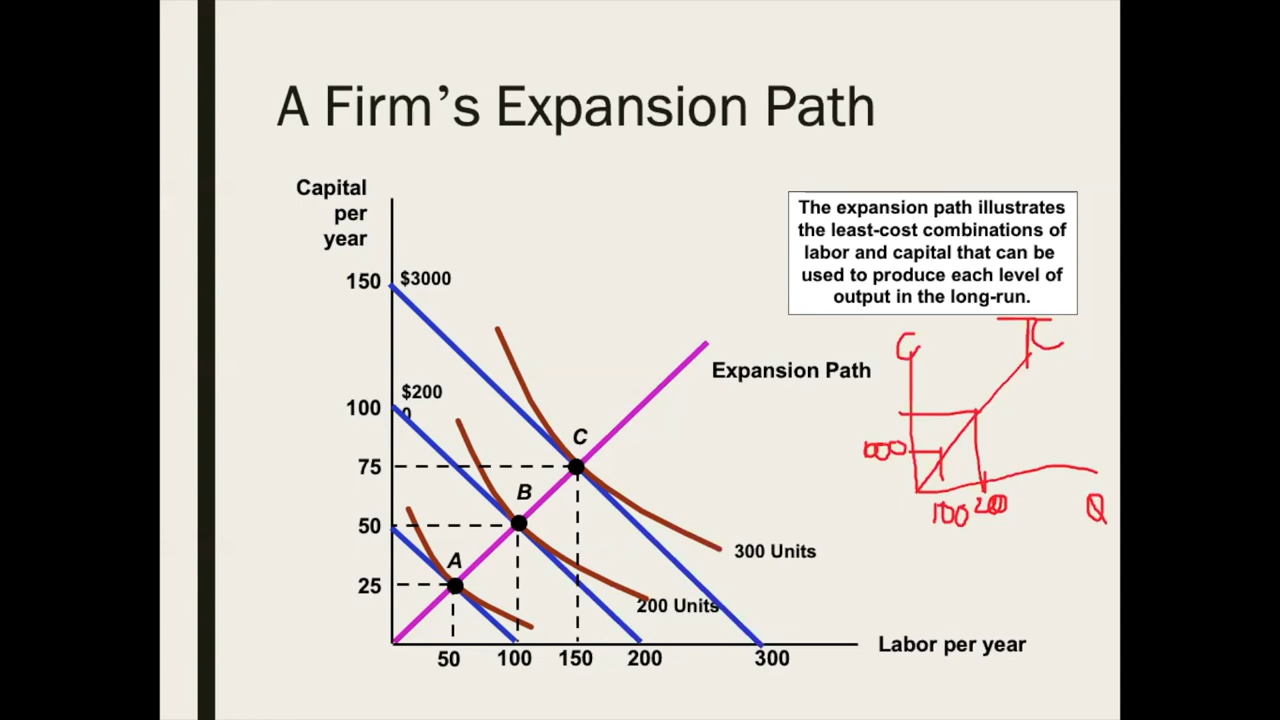 A Firm’s Expansion Path
Capital
per
year
The expansion path illustrates
the least-cost combinations of
labor and capital that can be
used to produce each level of
output in the long-run.
150
$3000
TC
C
Expansion Path
$200
0
100
C
75
1000
B
50
100
200
Q
300 Units
A
25
200 Units
Labor per year
50
100
150
200
300